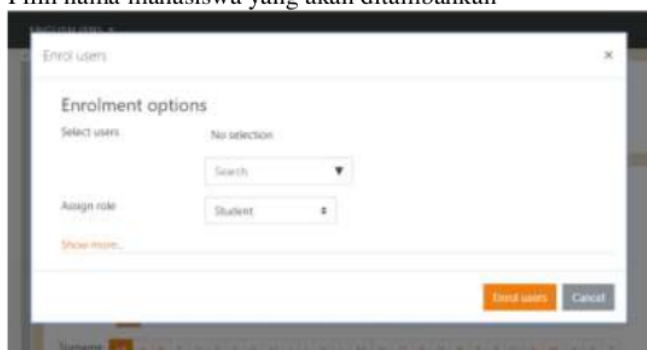 Pilih nama mahasiswa yang akan ditambahkan
Enrol users ×
Enrolment options
Select users No selection
Search ▼
Assign role Student
Show more...
Enrol users Cancel
Surname